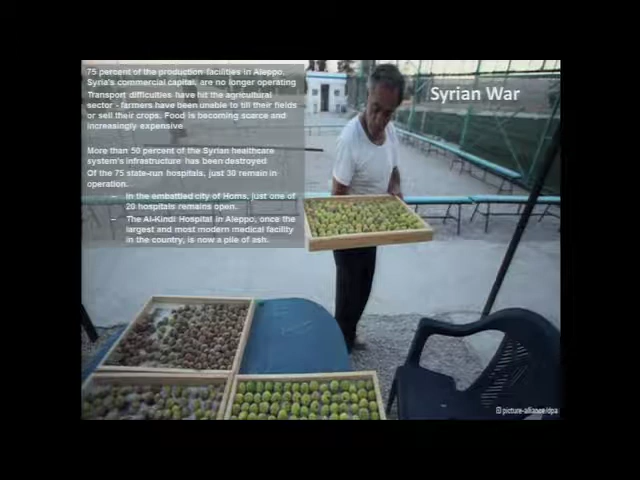 75 percent of the production facilities in Aleppo,
Syria's commercial capital, are no longer operating
Transport difficulties have hit the agricultural
sector - farmers have been unable to till their fields
or sell their crops. Food is becoming scarce and
increasingly expensive
More than 50 percent of the Syrian healthcare
system's infrastructure has been destroyed
Of the 75 state-run hospitals, just 30 remain in
operation.
– In the embattled city of Homs, just one of
20 hospitals remains open.
– The Al-Kindi Hospital in Aleppo, once the
largest and most modern medical facility
in the country, is now a pile of ash.
Syrian War
© picture-alliance/dpa